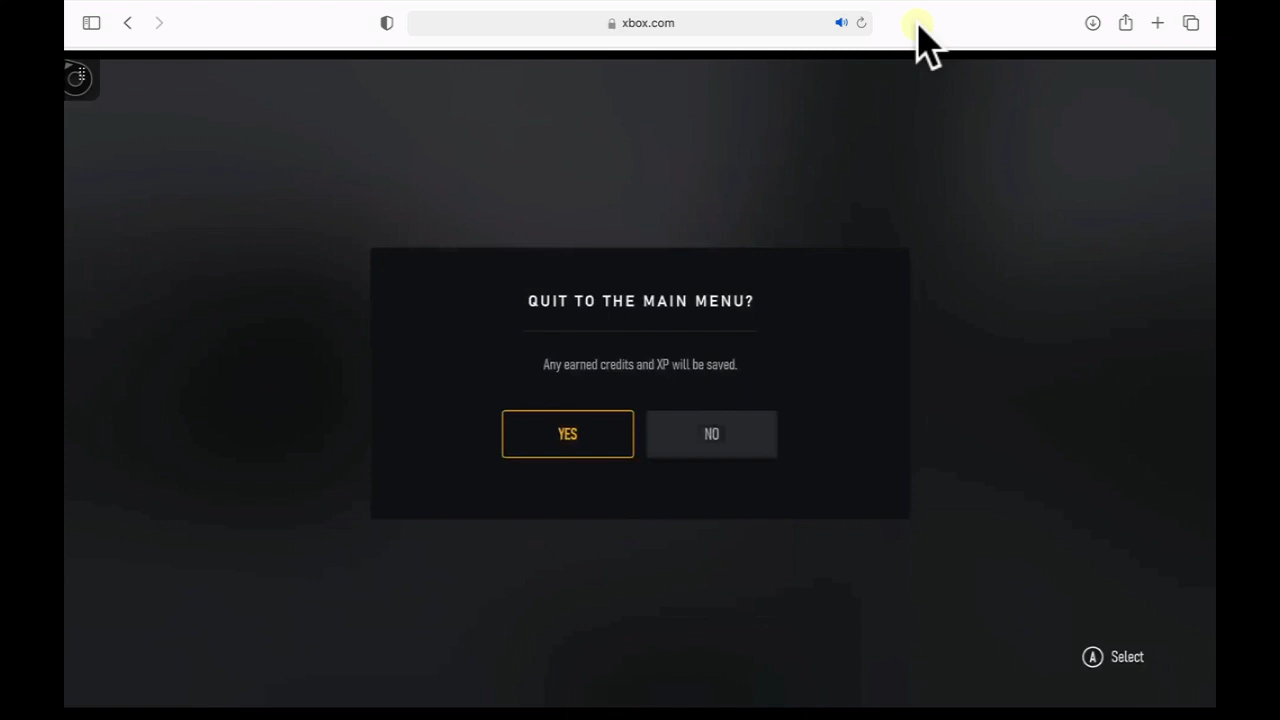 xbox.com
QUIT TO THE MAIN MENU?
Any earned credits and XP will be saved.
YES
NO
A Select